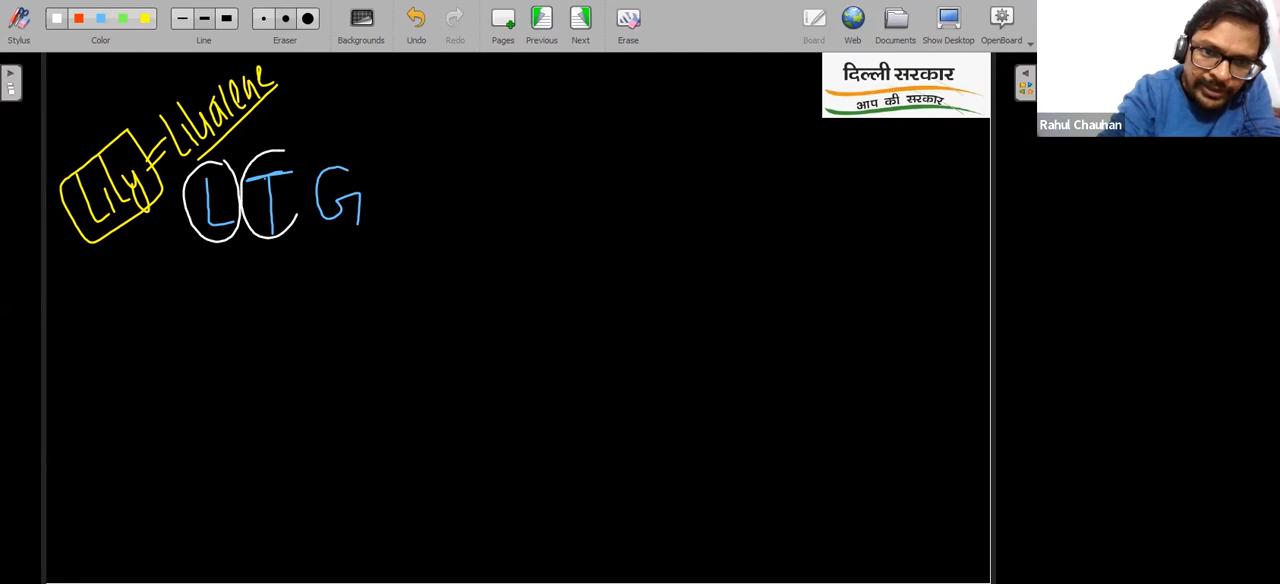 Stylus
Color
Line
Eraser
Backgrounds
Undo
Redo
Pages
Previous
Next
Erase
Board
Web
Documents
Show Desktop
OpenBoard
दिल्ली सरकार
आप की सरकार
Rahul Chauhan
Lily =
L T G